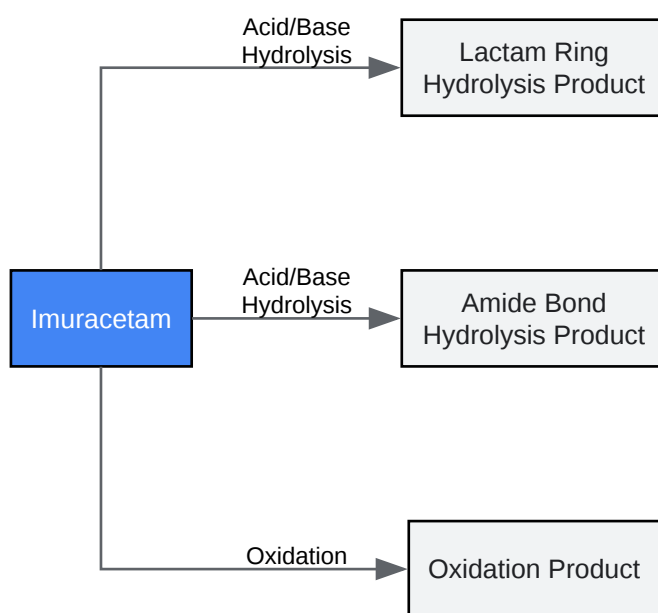 Acid/Base
Hydrolysis
Lactam Ring
Hydrolysis Product
Imuracetam
Acid/Base
Hydrolysis
Amide Bond
Hydrolysis Product
Oxidation
Oxidation Product